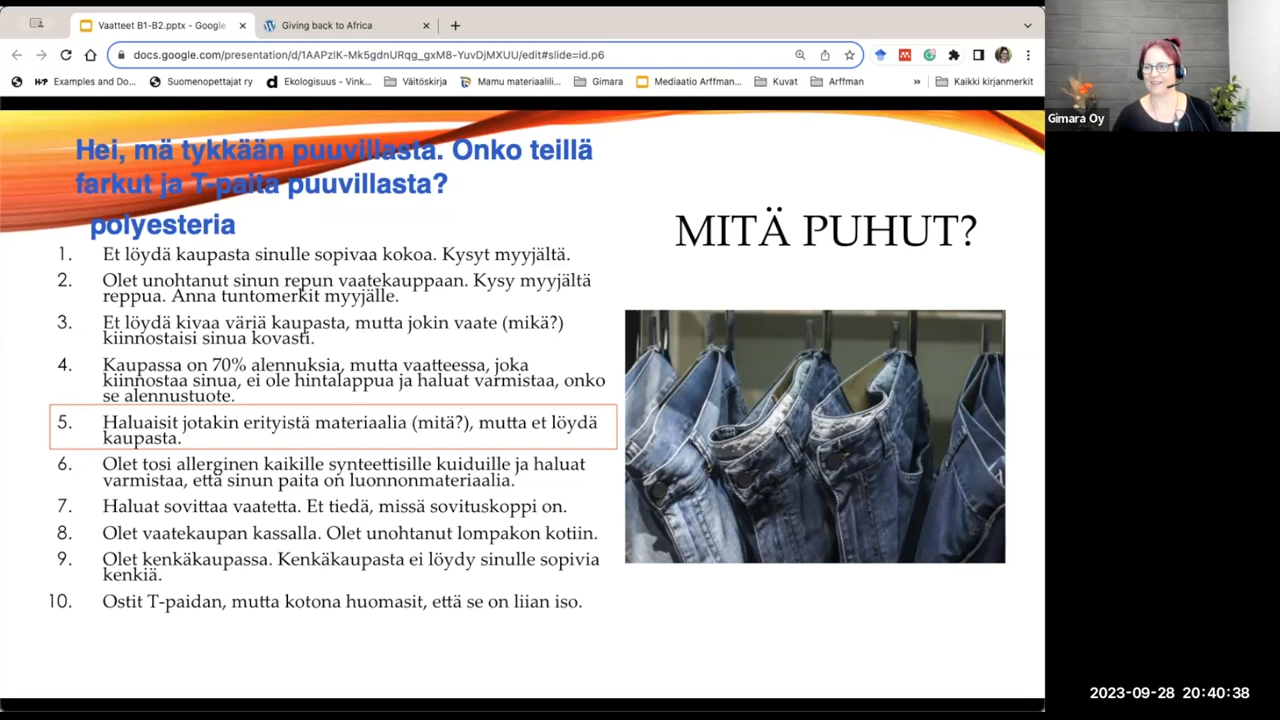 Vaatteet B1-B2.pptx - Google
Giving back to Africa
docs.google.com/presentation/d/1AAPzIK-Mk5gdnURqg_gxM8-YuvDjMXUU/edit#slide=id.p6
Examples and Do...
Suomenopettajat ry
Ekologisuus - Vink...
Väitöskirja
Mamu materiaalili...
Gimara
Mediaatio Arffman...
Kuvat
Arffman
»
Kaikki kirjanmerkit
Gimara Oy
Hei, mä tykkään puuvillasta. Onko teillä
farkut ja T-paita puuvillasta?
polyesteria
MITÄ PUHUT?
1. Et löydä kaupasta sinulle sopivaa kokoa. Kysyt myyjältä.
2. Olet unohtanut sinun repun vaatekauppaan. Kysy myyjältä
reppua. Anna tuntomerkit myyjälle.
3. Et löydä kivaa väriä kaupasta, mutta jokin vaate (mikä?)
kiinnostaisi sinua kovasti.
4. Kaupassa on 70% alennuksia, mutta vaatteessa, joka
kiinnostaa sinua, ei ole hintalappua ja haluat varmistaa, onko
se alennustuote.
5. Haluaisit jotakin erityistä materiaalia (mitä?), mutta et löydä
kaupasta.
6. Olet tosi allerginen kaikille synteettisille kuiduille ja haluat
varmistaa, että sinun paita on luonnonmateriaalia.
7. Haluat sovittaa vaatetta. Et tiedä, missä sovituskoppi on.
8. Olet vaatekaupan kassalla. Olet unohtanut lompakon kotiin.
9. Olet kenkäkaupassa. Kenkäkaupasta ei löydy sinulle sopivia
kenkiä.
10. Ostit T-paidan, mutta kotona huomasit, että se on liian iso.
2023-09-28 20:40:38